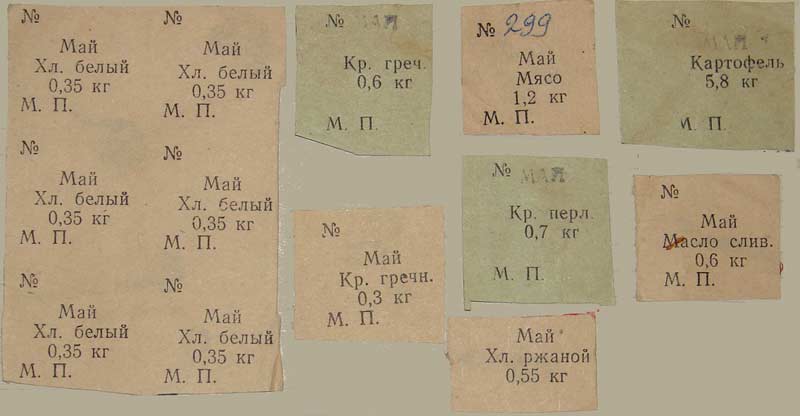 №
Май
Хл. белый
0,35 кг
М. П.
№
Май
Хл. белый
0,35 кг
М. П.
№
Май
Хл. белый
0,35 кг
М. П.
№
Май
Хл. белый
0,35 кг
М. П.
№
Май
Хл. белый
0,35 кг
М. П.
№
Май
Хл. белый
0,35 кг
М. П.
№ МАЙ
Кр. греч.
0,6 кг
М. П.
№ 299
Май
Мясо
1,2 кг
М. П.
№ МАЙ
Картофель
5,8 кг
М. П.
№
Май
Кр. гречн.
0,3 кг
М. П.
№ МАЙ
Кр. перл.
0,7 кг
М. П.
№
Май
Масло слив.
0,6 кг
М. П.
Май
Хл. ржаной
0,55 кг